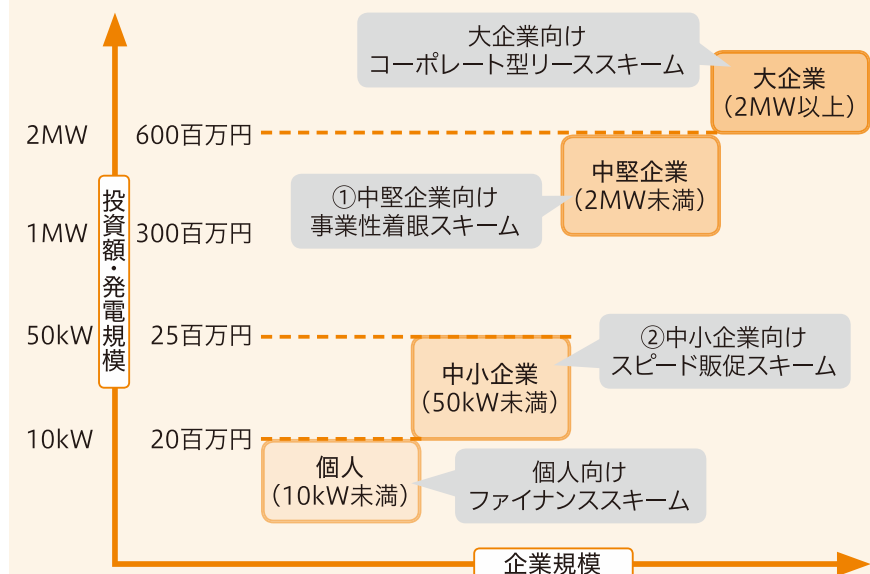 大企業向け
コーポレート型リーススキーム
大企業
（2MW以上）
2MW 600百万円
中堅企業
（2MW未満）
①中堅企業向け
事業性着眼スキーム
投資額・発電規模
1MW 300百万円
50kW 25百万円
②中小企業向け
スピード販促スキーム
中小企業
（50kW未満）
10kW 20百万円
個人
（10kW未満）
個人向け
ファイナンススキーム
企業規模